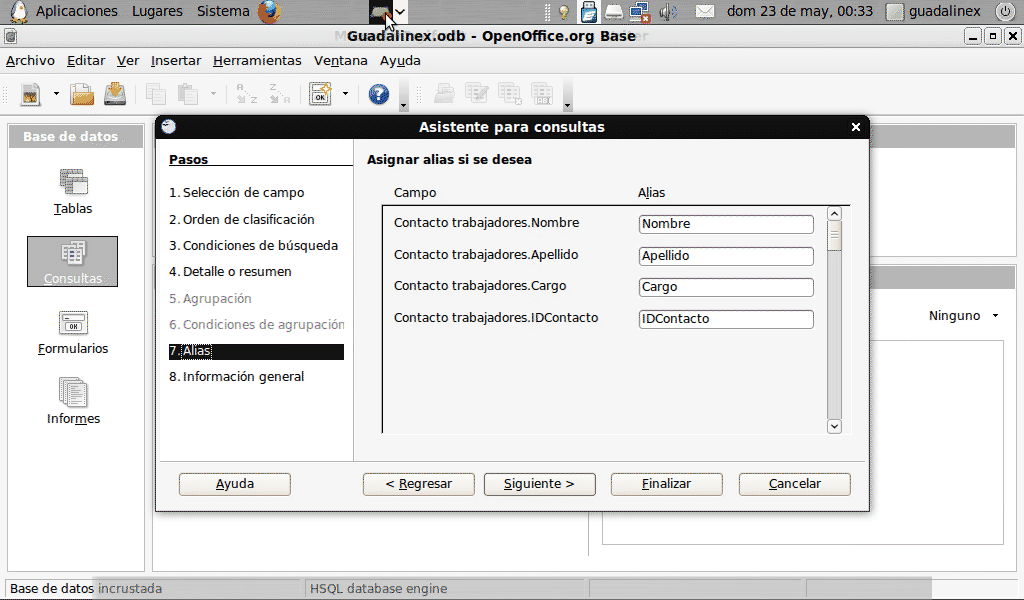 Aplicaciones Lugares Sistema dom 23 de may, 00:33 guadalinex
Guadalinex.odb - OpenOffice.org Base
Archivo Editar Ver Insertar Herramientas Ventana Ayuda
Base de datos
Tablas
Consultas
Formularios
Informes
Asistente para consultas
Pasos
1. Selección de campo
2. Orden de clasificación
3. Condiciones de búsqueda
4. Detalle o resumen
5. Agrupación
6. Condiciones de agrupación
7. Alias
8. Información general
Asignar alias si se desea
Campo Alias
Contacto trabajadores.Nombre Nombre
Contacto trabajadores.Apellido Apellido
Contacto trabajadores.Cargo Cargo
Contacto trabajadores.IDContacto IDContacto
Ayuda < Regresar Siguiente > Finalizar Cancelar
Ninguno
Base de datos incrustada HSQL database engine